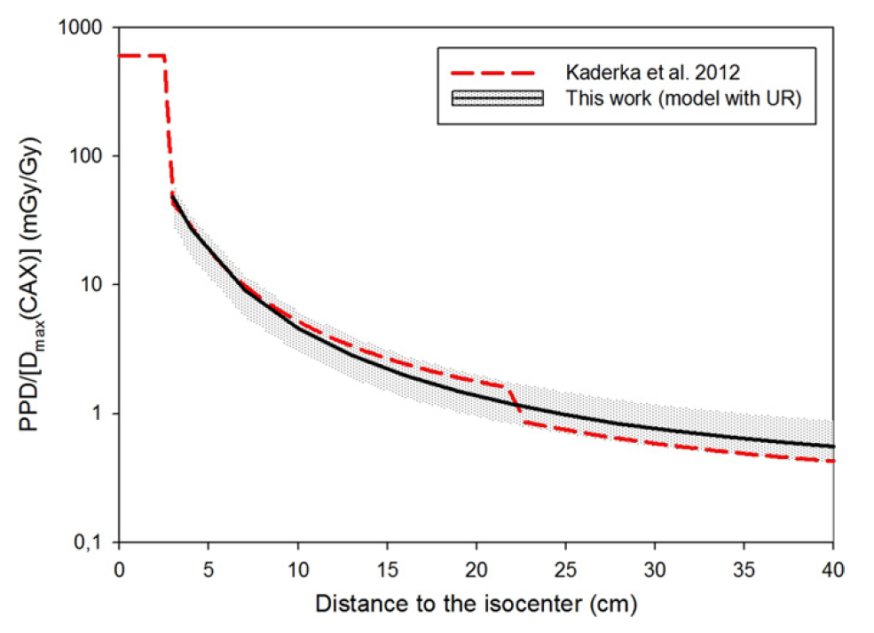 1000
100
10
1
0,1
PPD/[Dmax(CAX)] (mGy/Gy)
Kaderka et al. 2012
This work (model with UR)
0 5 10 15 20 25 30 35 40
Distance to the isocenter (cm)